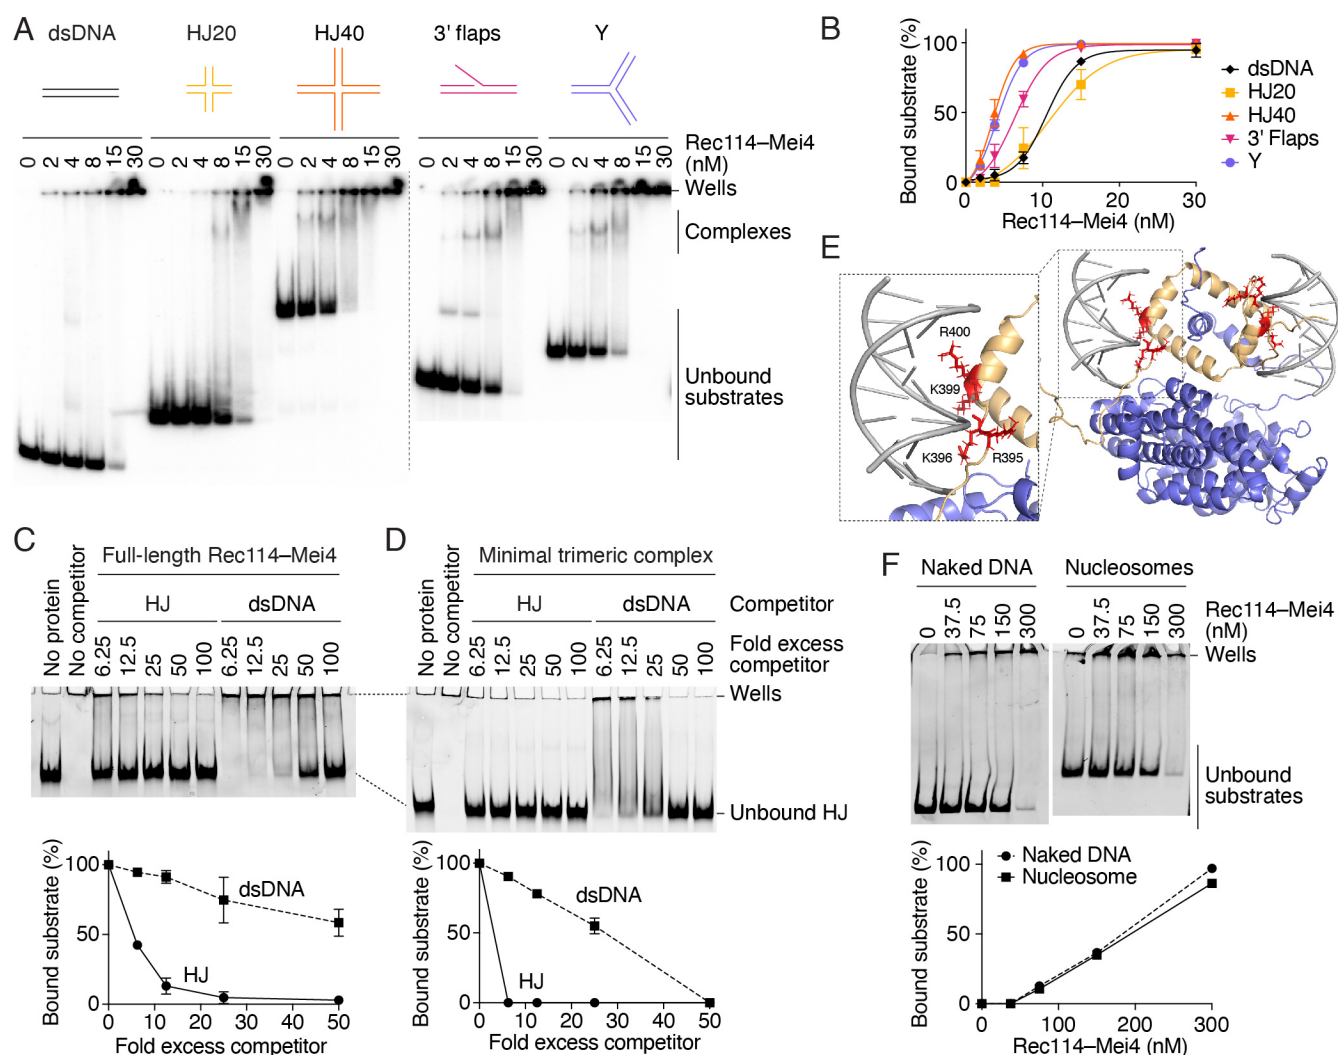 A
dsDNA
HJ20
HJ40
3' flaps
Y
0 2 4 8 15 30 0 2 4 8 15 30 0 2 4 8 15 30 0 2 4 8 15 30 0 2 4 8 15 30
Rec114–Mei4
(nM)
Wells
Complexes
Unbound
substrates
B
Bound substrate (%)
100
50
0
0 10 20 30
Rec114–Mei4 (nM)
dsDNA
HJ20
HJ40
3' Flaps
Y
E
R400
K399
K396
R395
C
Full-length Rec114–Mei4
No protein
No competitor
HJ
dsDNA
6.25 12.5 25 50 100 6.25 12.5 25 50 100
D
Minimal trimeric complex
No protein
No competitor
HJ
dsDNA
6.25 12.5 25 50 100 6.25 12.5 25 50 100
Competitor
Fold excess
competitor
Wells
Unbound HJ
Bound substrate (%)
100
50
0
dsDNA
HJ
0 10 20 30 40 50
Fold excess competitor
Bound substrate (%)
100
50
0
dsDNA
HJ
0 10 20 30 40 50
Fold excess competitor
F
Naked DNA
Nucleosomes
0 37.5 75 150 300 0 37.5 75 150 300
Rec114–Mei4
(nM)
Wells
Unbound
substrates
Bound substrate (%)
100
50
0
Naked DNA
Nucleosome
0 100 200 300
Rec114–Mei4 (nM)